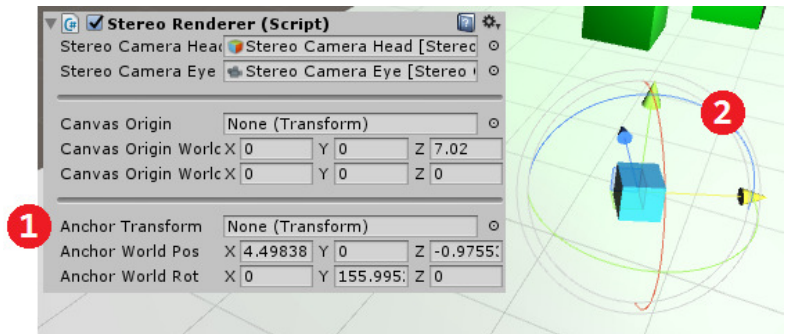 Stereo Renderer (Script)
Stereo Camera Head Stereo Camera Head [Stereo
Stereo Camera Eye Stereo Camera Eye [Stereo
Canvas Origin None (Transform)
Canvas Origin World X 0 Y 0 Z 7.02
Canvas Origin World X 0 Y 0 Z 0
1
Anchor Transform None (Transform)
Anchor World Pos X 4.49838 Y 0 Z -0.9755
Anchor World Rot X 0 Y 155.995 Z 0
2